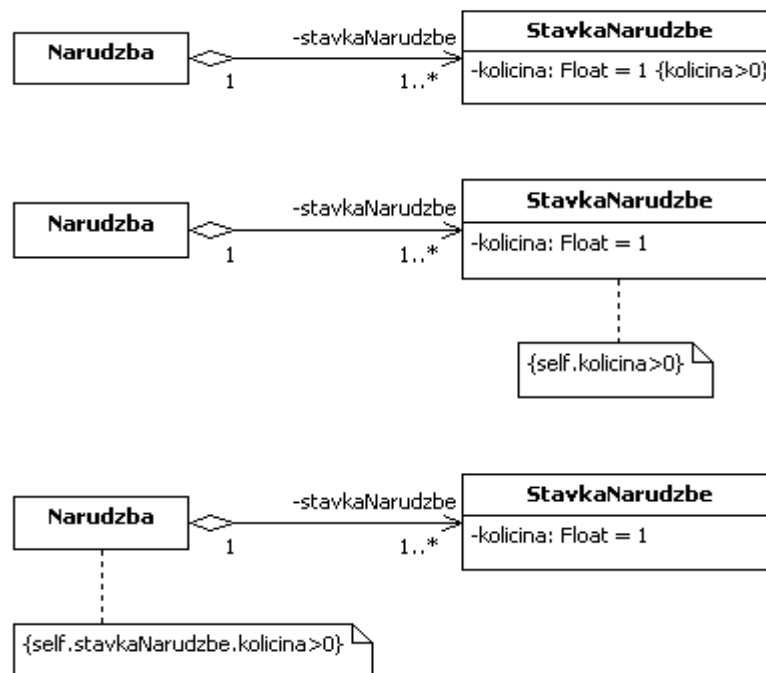 Narudzba
1
-stavkaNarudzbe
1..*
StavkaNarudzbe
-kolicina: Float = 1 {kolicina>0}
Narudzba
1
-stavkaNarudzbe
1..*
StavkaNarudzbe
-kolicina: Float = 1
{self.kolicina>0}
Narudzba
1
-stavkaNarudzbe
1..*
StavkaNarudzbe
-kolicina: Float = 1
{self.stavkaNarudzbe.kolicina>0}